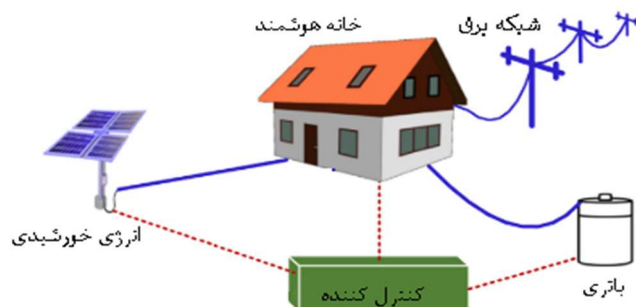 شبکه برق
خانه هوشمند
انرژی خورشیدی
کنترل کننده
باتری